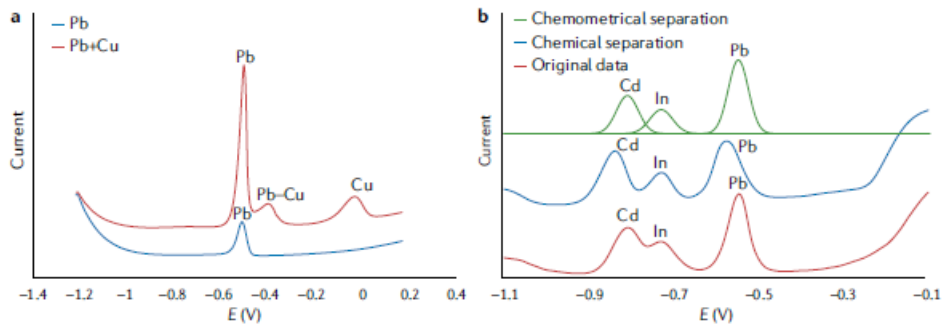 a
Pb
Pb+Cu
Pb
Pb–Cu
Cu
Pb
Current
−1.4 −1.2 −1 −0.8 −0.6 −0.4 −0.2 0 0.2 0.4
E (V)
b
Chemometrical separation
Chemical separation
Original data
Pb
Cd
In
Cd
In
Pb
Cd
In
Pb
Current
−1.1 −0.9 −0.7 −0.5 −0.3 −0.1
E (V)